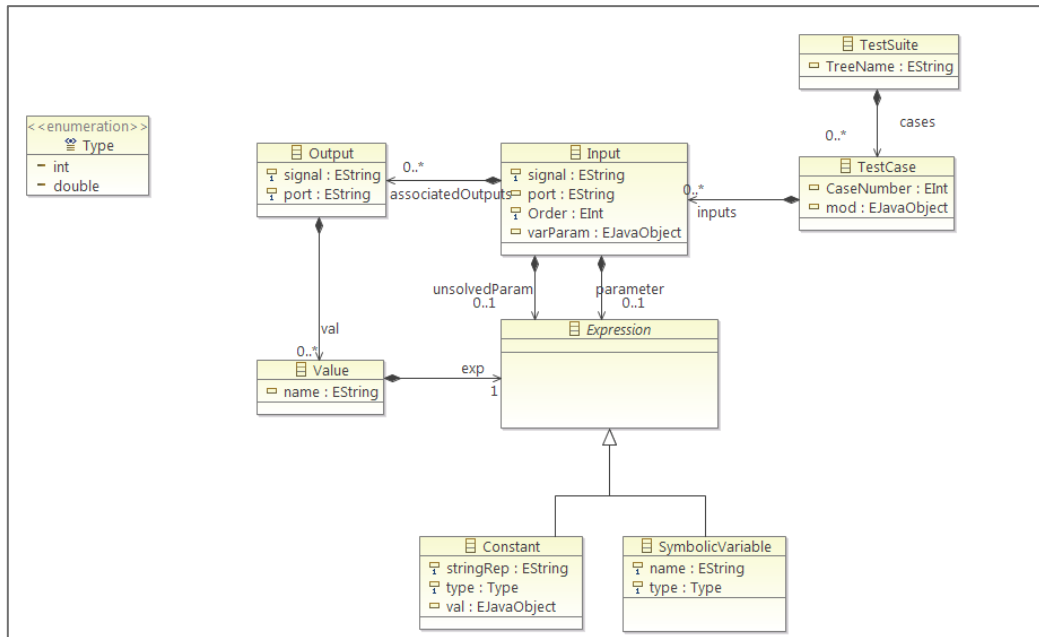 TestSuite
TreeName : EString
cases
0..*
<<enumeration>>
Type
int
double
Output
signal : EString
port : EString
0..*
associatedOutputs
Input
signal : EString
port : EString
Order : EInt
varParam : EJavaObject
0..*
inputs
TestCase
CaseNumber : EInt
mod : EJavaObject
unsolvedParam
0..1
parameter
0..1
val
0..*
Expression
Value
name : EString
exp
1
Constant
stringRep : EString
type : Type
val : EJavaObject
SymbolicVariable
name : EString
type : Type